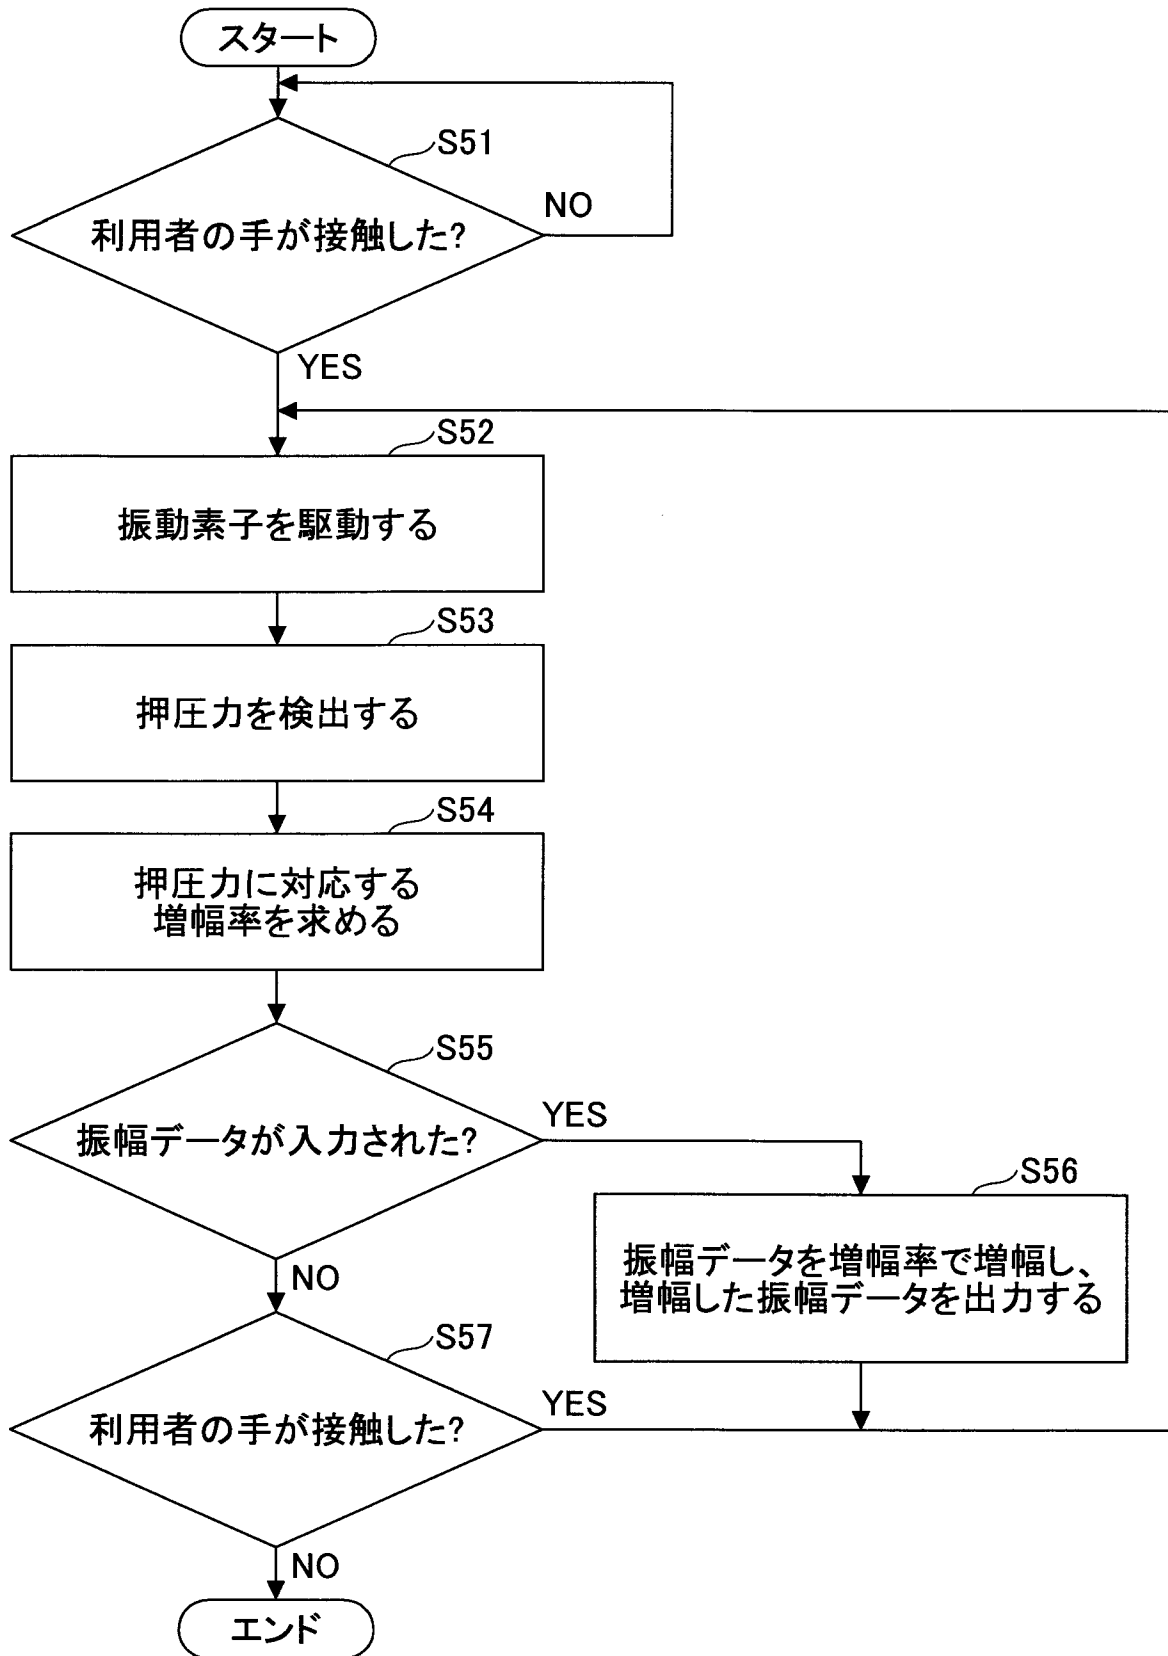 スタート
S51
利用者の手が接触した?
NO
YES
S52
振動素子を駆動する
S53
押圧力を検出する
S54
押圧力に対応する
増幅率を求める
S55
振幅データが入力された?
YES
S56
振幅データを増幅率で増幅し、
増幅した振幅データを出力する
NO
S57
利用者の手が接触した?
YES
NO
エンド